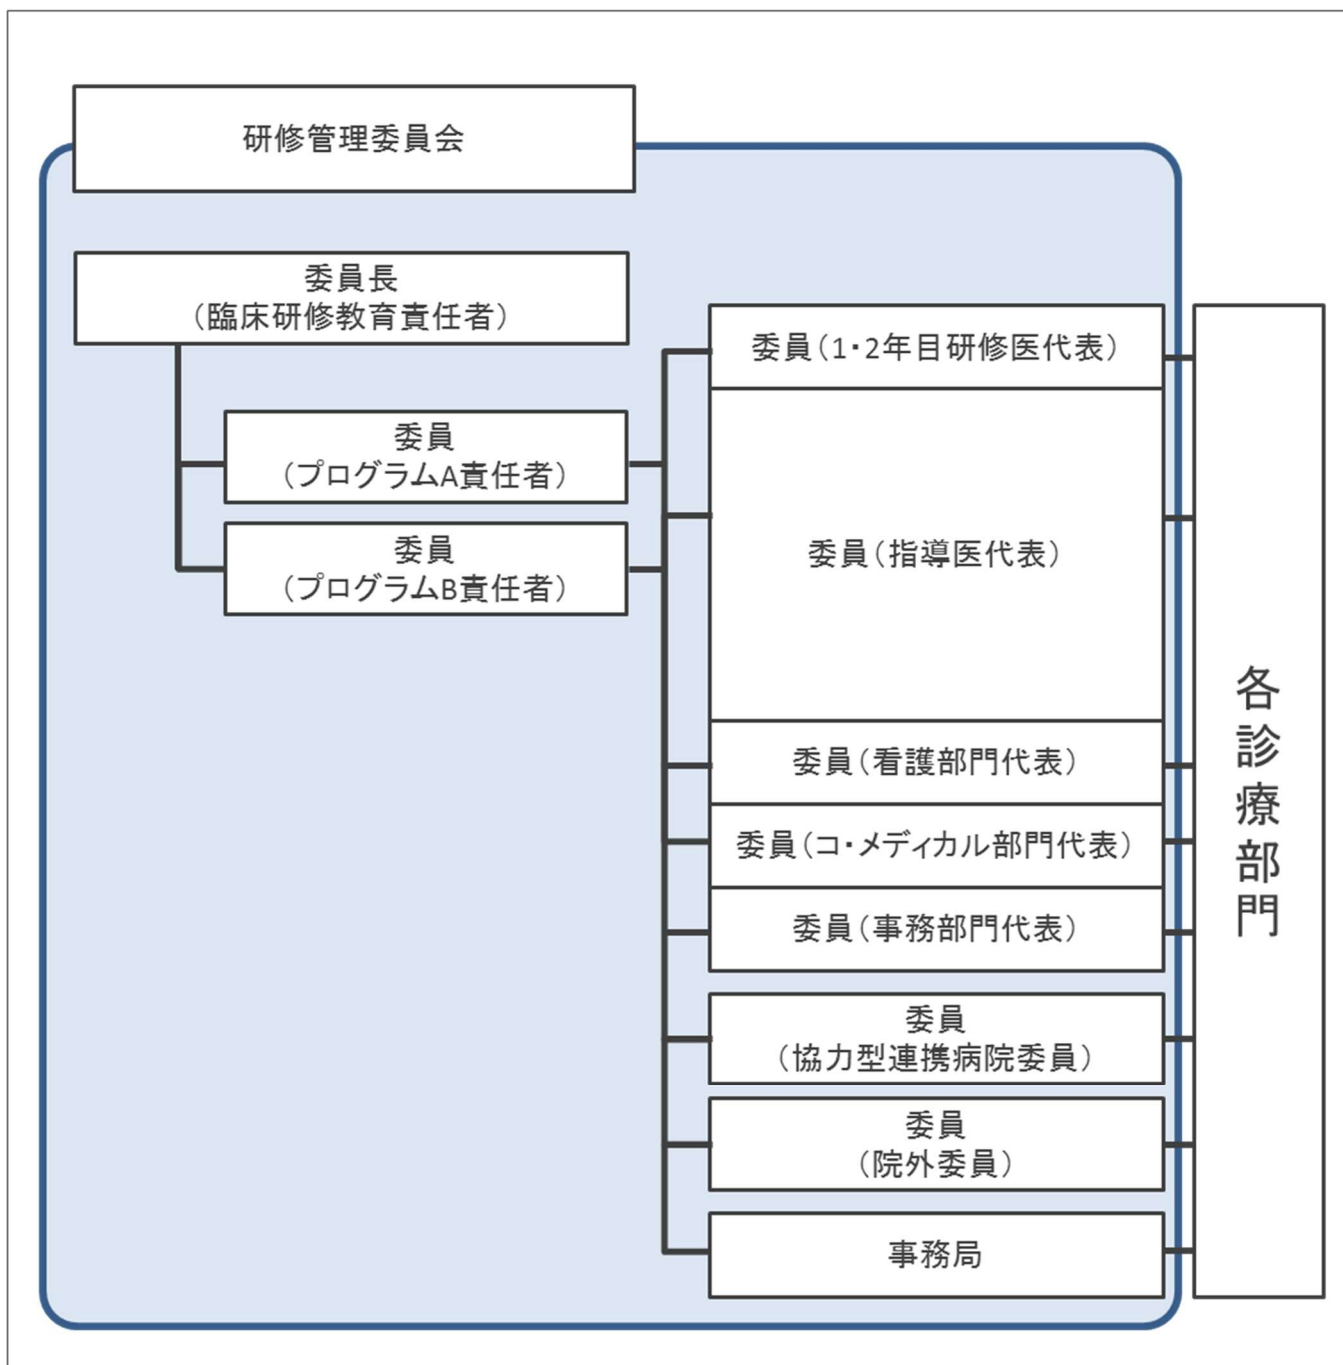 研修管理委員会
委員長
（臨床研修教育責任者）
委員
（プログラムA責任者）
委員
（プログラムB責任者）
委員（1・2年目研修医代表）
委員（指導医代表）
委員（看護部門代表）
委員（コ・メディカル部門代表）
委員（事務部門代表）
委員
（協力型連携病院委員）
委員
（院外委員）
事務局
各診療部門